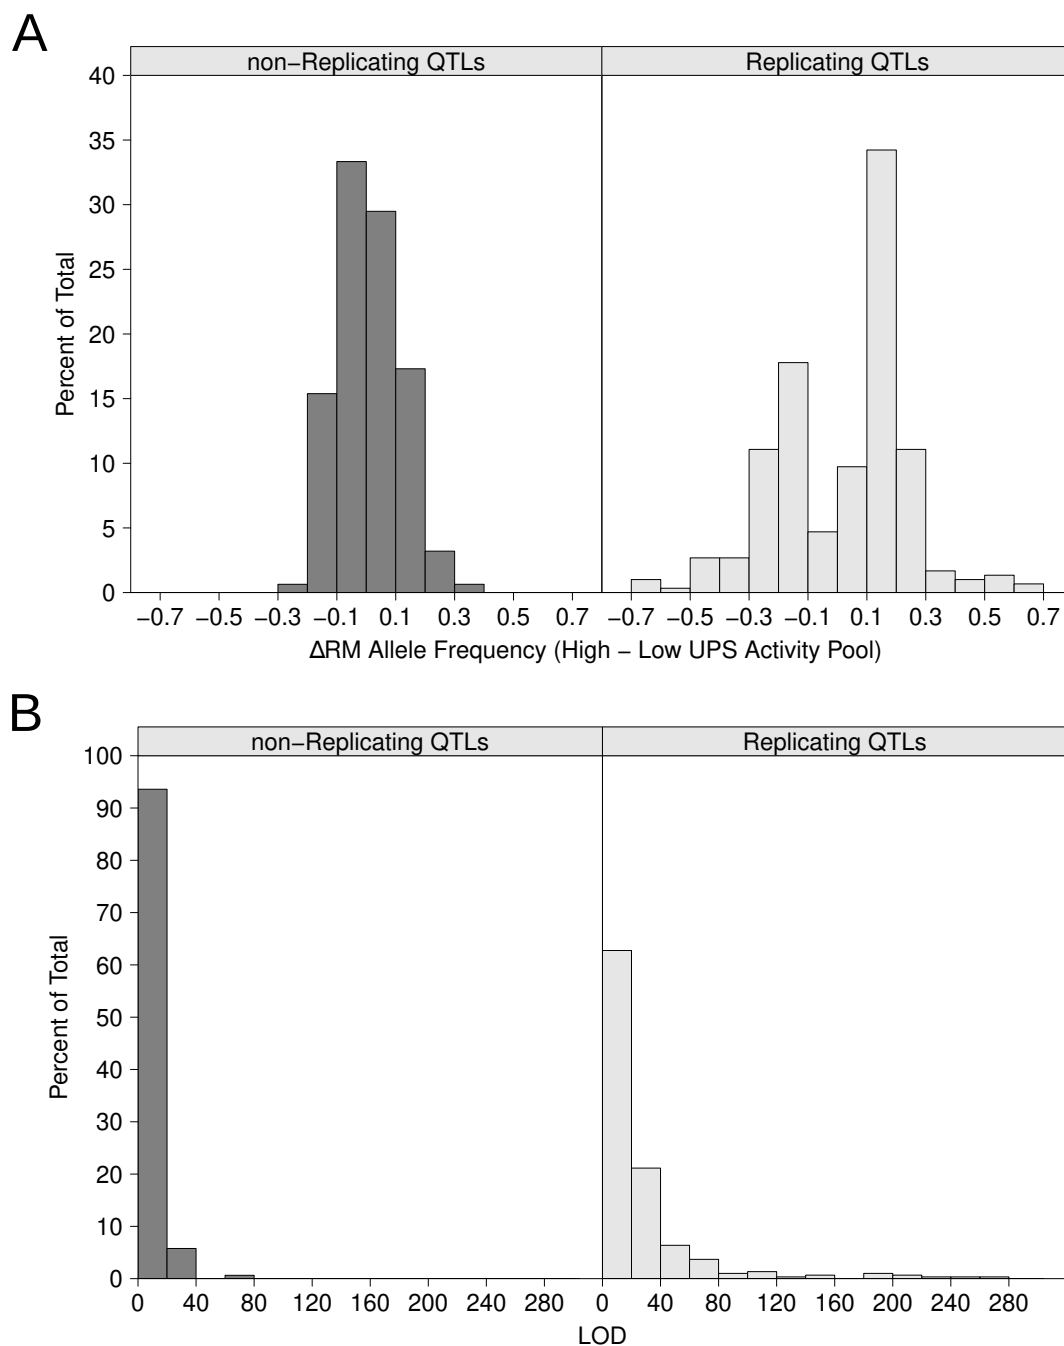 A
non−Replicating QTLs
Replicating QTLs
40
35
30
25
20
15
10
5
0
Percent of Total
−0.7 −0.5 −0.3 −0.1 0.1 0.3 0.5 0.7
−0.7 −0.5 −0.3 −0.1 0.1 0.3 0.5 0.7
ΔRM Allele Frequency (High − Low UPS Activity Pool)
B
non−Replicating QTLs
Replicating QTLs
100
90
80
70
60
50
40
30
20
10
0
Percent of Total
0 40 80 120 160 200 240 280
0 40 80 120 160 200 240 280
LOD